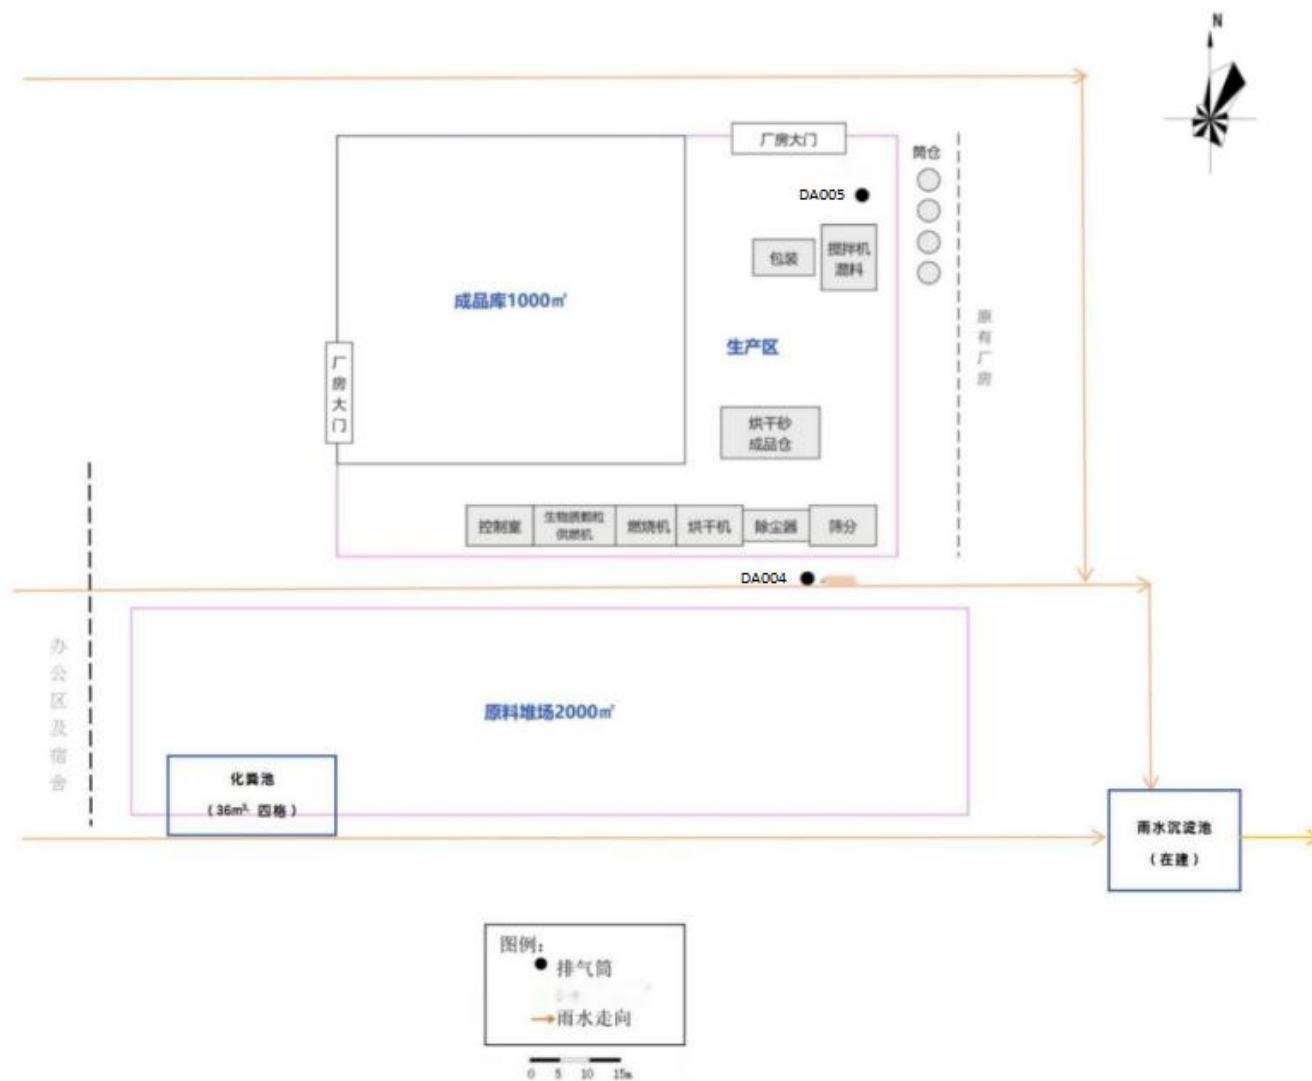 N
厂房大门
筒仓
DA005
包装
搅拌机
混料
成品库1000㎡
生产区
原有厂房
厂房大门
烘干砂
成品仓
控制室
生物质颗粒
供燃机
燃烧机
烘干机
除尘器
筛分
DA004
办公区及宿舍
原料堆场2000㎡
化粪池
（36m³, 四格）
雨水沉淀池
（在建）
图例：
排气筒
雨水走向
0 5 10 15m